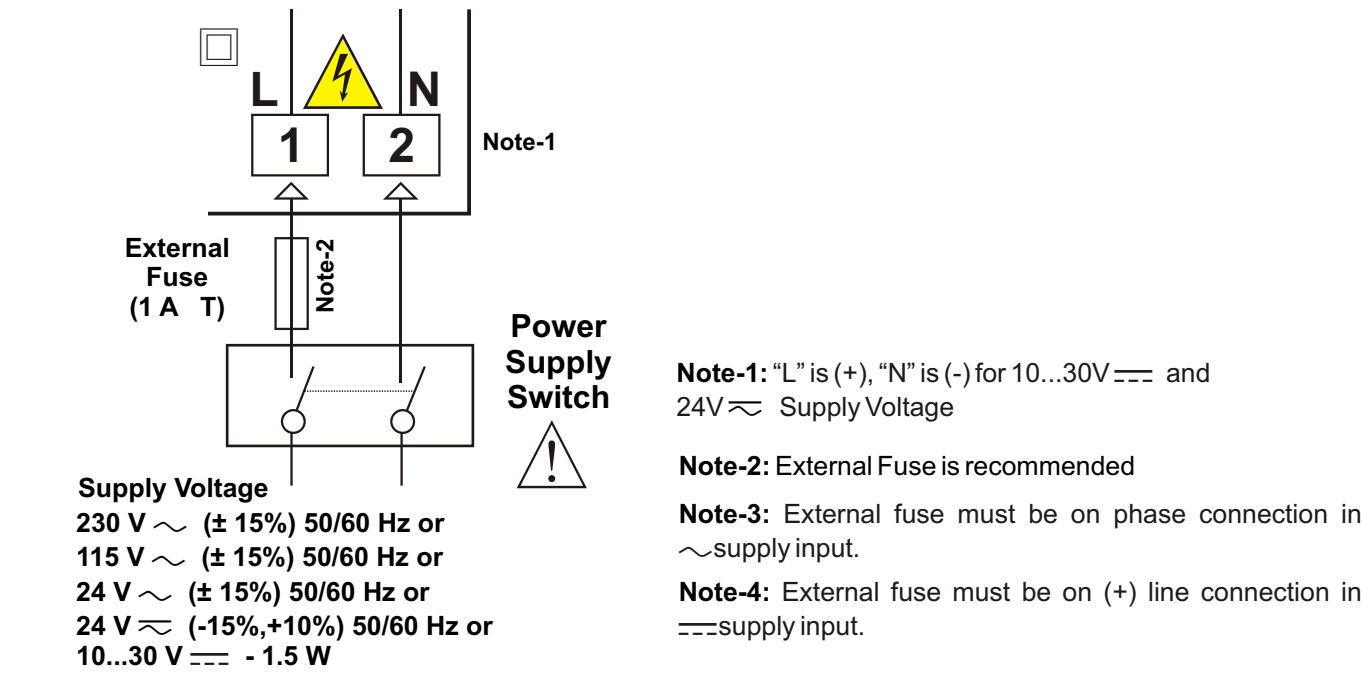 L N
1 2
Note-1
External
Fuse
(1 A T)
Note-2
Power
Supply
Switch
Supply Voltage
230 V ~ (± 15%) 50/60 Hz or
115 V ~ (± 15%) 50/60 Hz or
24 V ~ (± 15%) 50/60 Hz or
24 V ⏦ (-15%,+10%) 50/60 Hz or
10...30 V ⎓ - 1.5 W
Note-1: “L” is (+), “N” is (-) for 10...30V ⎓ and
24V ⏦ Supply Voltage
Note-2: External Fuse is recommended
Note-3: External fuse must be on phase connection in
~ supply input.
Note-4: External fuse must be on (+) line connection in
⎓ supply input.